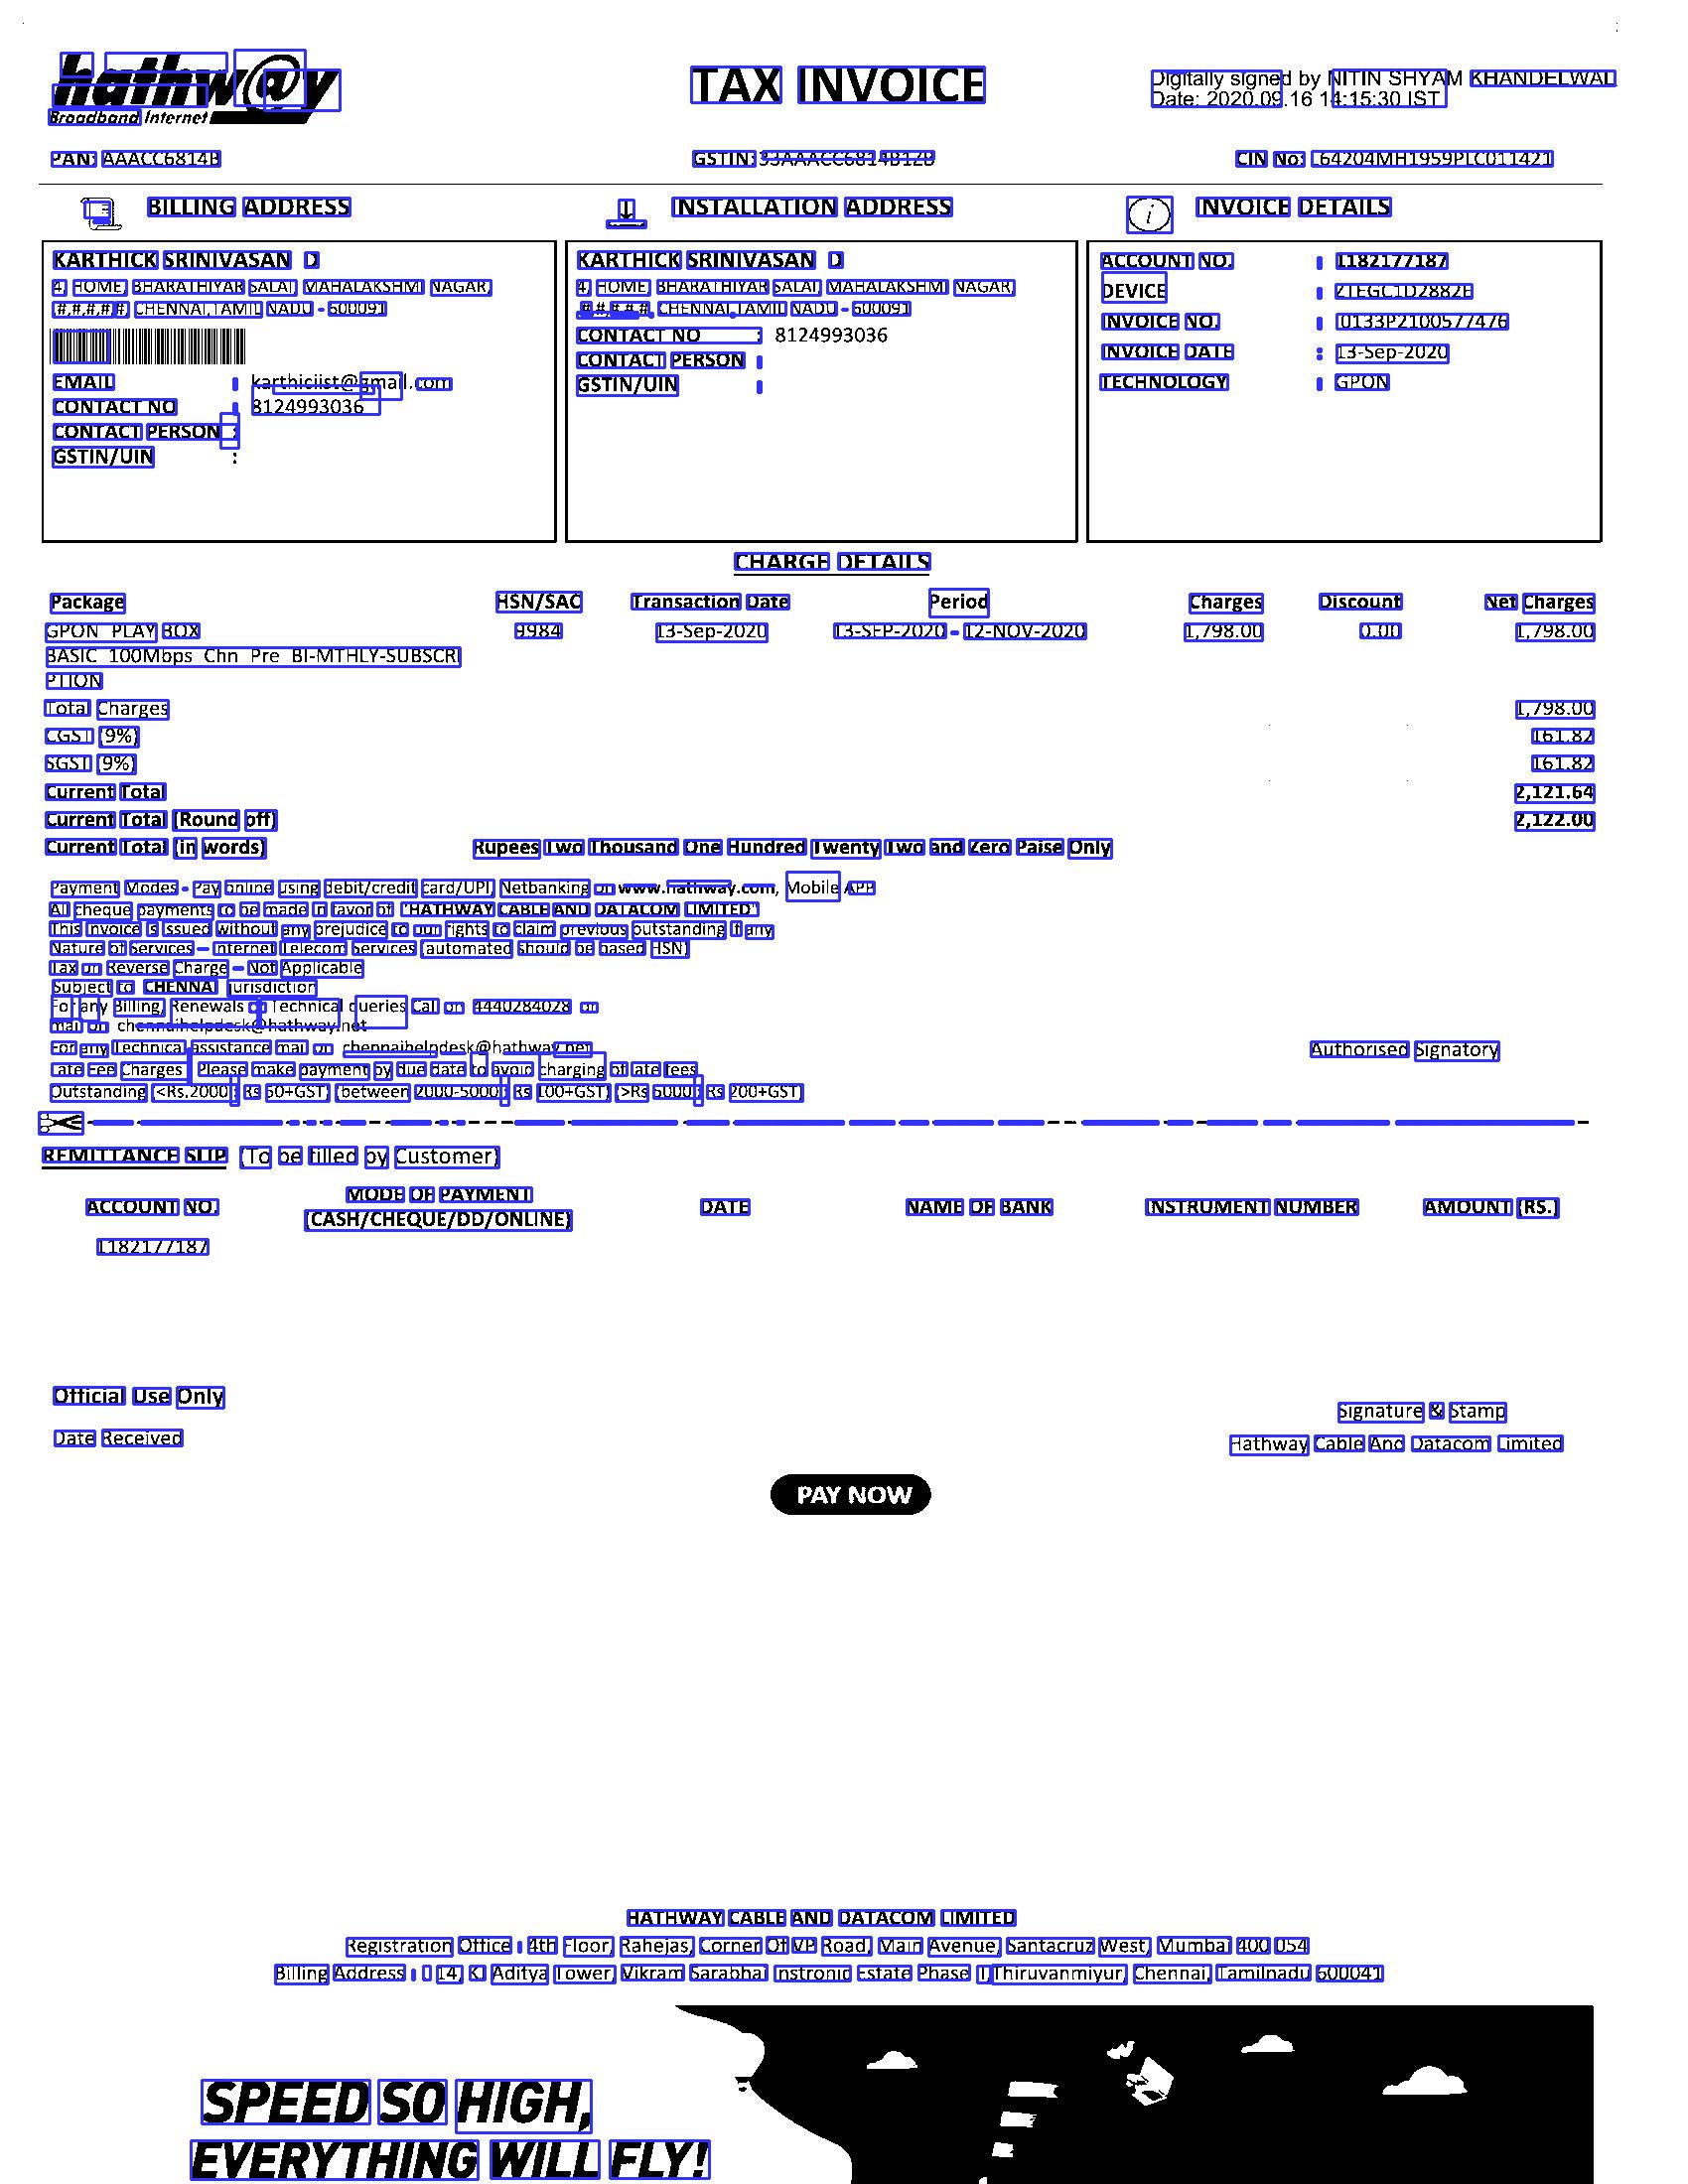 hathw@y
Broadband Internet
TAX INVOICE
Digitally signed by NITIN SHYAM KHANDELWAL
Date: 2020.09.16 14:15:30 IST
PAN: AAACC6814B
GSTIN: 33AAACC6814B1ZB
CIN No: L64204MH1959PLC011421
BILLING ADDRESS
KARTHICK SRINIVASAN D
4, HOME, BHARATHIYAR SALAI, MAHALAKSHMI NAGAR,
#,#,#,#,#, CHENNAI,TAMIL NADU - 600091
EMAIL : karthiciist@gmail.com
CONTACT NO : 8124993036
CONTACT PERSON :
GSTIN/UIN :
INSTALLATION ADDRESS
KARTHICK SRINIVASAN D
4, HOME, BHARATHIYAR SALAI, MAHALAKSHMI NAGAR,
#,#,#,#,#, CHENNAI,TAMIL NADU - 600091
CONTACT NO : 8124993036
CONTACT PERSON :
GSTIN/UIN :
INVOICE DETAILS
ACCOUNT NO. : 1182177187
DEVICE : ZTEGC1D2882E
INVOICE NO. : I0133P2100577476
INVOICE DATE : 13-Sep-2020
TECHNOLOGY : GPON
CHARGE DETAILS
Package HSN/SAC Transaction Date Period Charges Discount Net Charges
GPON PLAY BOX 9984 13-Sep-2020 13-SEP-2020 - 12-NOV-2020 1,798.00 0.00 1,798.00
BASIC 100Mbps Chn Pre BI-MTHLY-SUBSCRI
PTION
Total Charges 1,798.00
CGST (9%) 161.82
SGST (9%) 161.82
Current Total 2,121.64
Current Total (Round off) 2,122.00
Current Total (in words) Rupees Two Thousand One Hundred Twenty Two and Zero Paise Only
Payment Modes - Pay online using debit/credit card/UPI, Netbanking on www.hathway.com, Mobile APP
All cheque payments to be made in favor of "HATHWAY CABLE AND DATACOM LIMITED"
This invoice is issued without any prejudice to our rights to claim previous outstanding if any
Nature of Services – Internet Telecom Services (automated should be based HSN)
Tax on Reverse Charge – Not Applicable
Subject to CHENNAI jurisdiction
For any Billing, Renewals or Technical queries Call on 4440284028 or
mail on chennaihelpdesk@hathway.net
For any Technical assistance mail on chennaihelpdesk@hathway.net
Late Fee Charges | Please make payment by due date to avoid charging of late fees
Outstanding (<Rs.2000 : Rs 50+GST) (between 2000-5000 : Rs 100+GST) (>Rs 5000 : Rs 200+GST)
Authorised Signatory
REMITTANCE SLIP (To be filled by Customer)
ACCOUNT NO. MODE OF PAYMENT (CASH/CHEQUE/DD/ONLINE) DATE NAME OF BANK INSTRUMENT NUMBER AMOUNT (RS.)
1182177187
Official Use Only
Date Received
Signature & Stamp
Hathway Cable And Datacom Limited
PAY NOW
HATHWAY CABLE AND DATACOM LIMITED
Registration Office : 4th Floor, Rahejas, Corner Of VP Road, Main Avenue, Santacruz West, Mumbai 400 054
Billing Address : 14, KI Aditya Tower, Vikram Sarabhai Instronic Estate Phase Thiruvanmiyur, Chennai, Tamilnadu 600041
SPEED SO HIGH,
EVERYTHING WILL FLY!